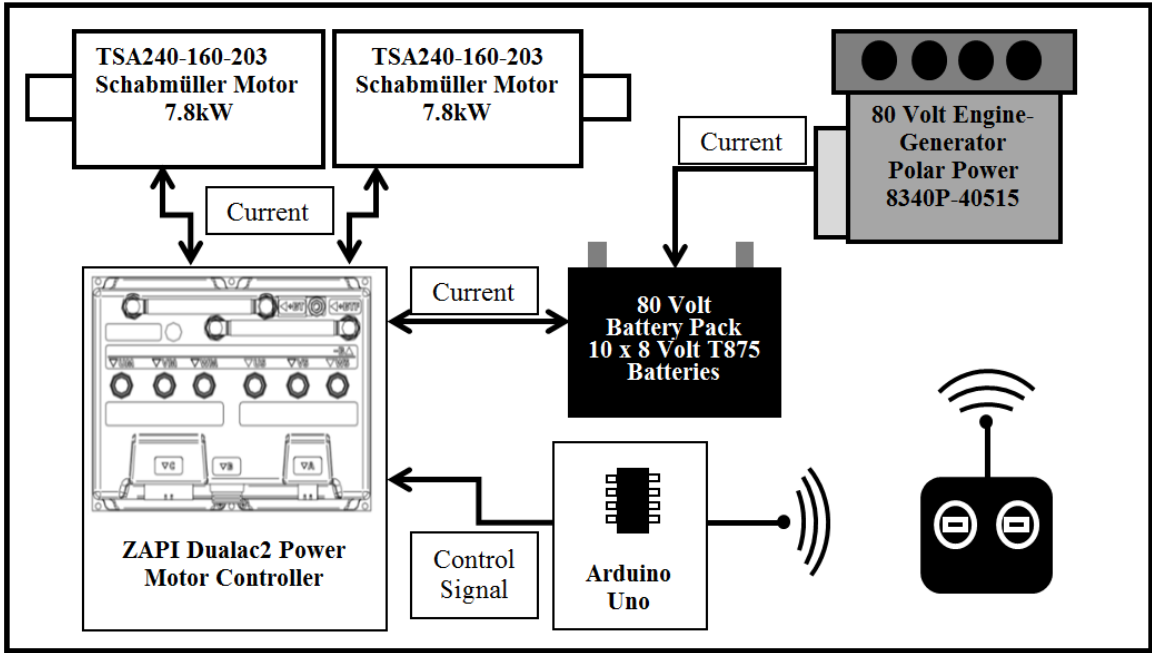 TSA240-160-203
Schabmüller Motor
7.8kW
TSA240-160-203
Schabmüller Motor
7.8kW
80 Volt Engine-
Generator
Polar Power
8340P-40515
Current
Current
Current
80 Volt
Battery Pack
10 x 8 Volt T875
Batteries
ZAPI Dualac2 Power
Motor Controller
Control
Signal
Arduino
Uno